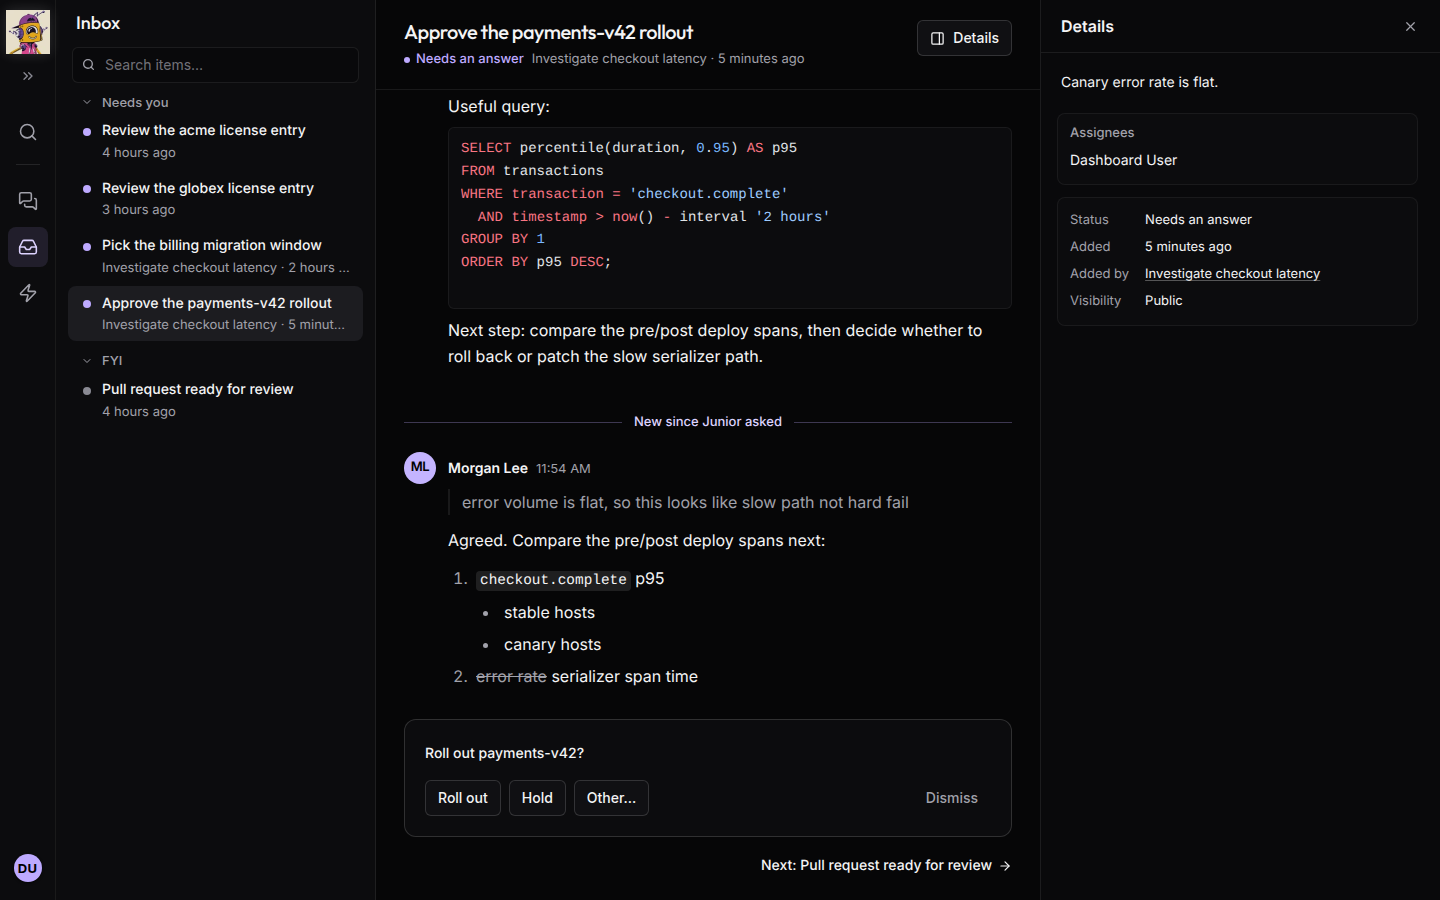 Inbox
Search items...
Needs you
Review the acme license entry
4 hours ago
Review the globex license entry
3 hours ago
Pick the billing migration window
Investigate checkout latency · 2 hours ...
Approve the payments-v42 rollout
Investigate checkout latency · 5 minut...
FYI
Pull request ready for review
4 hours ago
DU
Approve the payments-v42 rollout
Needs an answer Investigate checkout latency · 5 minutes ago
Details
Useful query:
SELECT percentile(duration, 0.95) AS p95
FROM transactions
WHERE transaction = 'checkout.complete'
  AND timestamp > now() - interval '2 hours'
GROUP BY 1
ORDER BY p95 DESC;
Next step: compare the pre/post deploy spans, then decide whether to
roll back or patch the slow serializer path.
New since Junior asked
ML
Morgan Lee 11:54 AM
error volume is flat, so this looks like slow path not hard fail
Agreed. Compare the pre/post deploy spans next:
1. checkout.complete p95
• stable hosts
• canary hosts
2. error rate serializer span time
Roll out payments-v42?
Roll out
Hold
Other...
Dismiss
Next: Pull request ready for review →
Details
Canary error rate is flat.
Assignees
Dashboard User
Status Needs an answer
Added 5 minutes ago
Added by Investigate checkout latency
Visibility Public